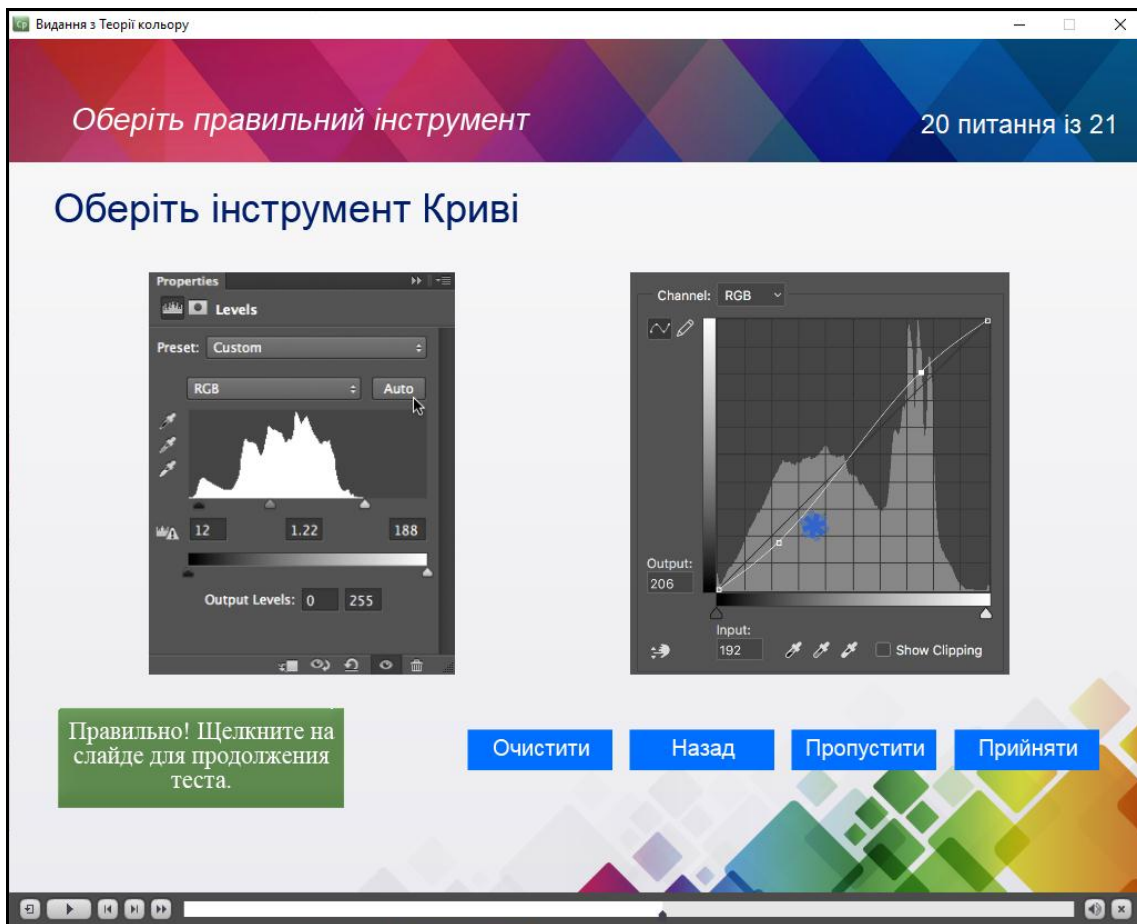 Видання з Теорії кольору
Оберіть правильний інструмент
20 питання із 21
Оберіть інструмент Криві
Properties
Levels
Preset: Custom
RGB
Auto
12
1.22
188
Output Levels: 0 255
Channel: RGB
Output:
206
Input:
192
Show Clipping
Правильно! Щелкните на
слайде для продолжения
теста.
Очистити
Назад
Пропустити
Прийняти